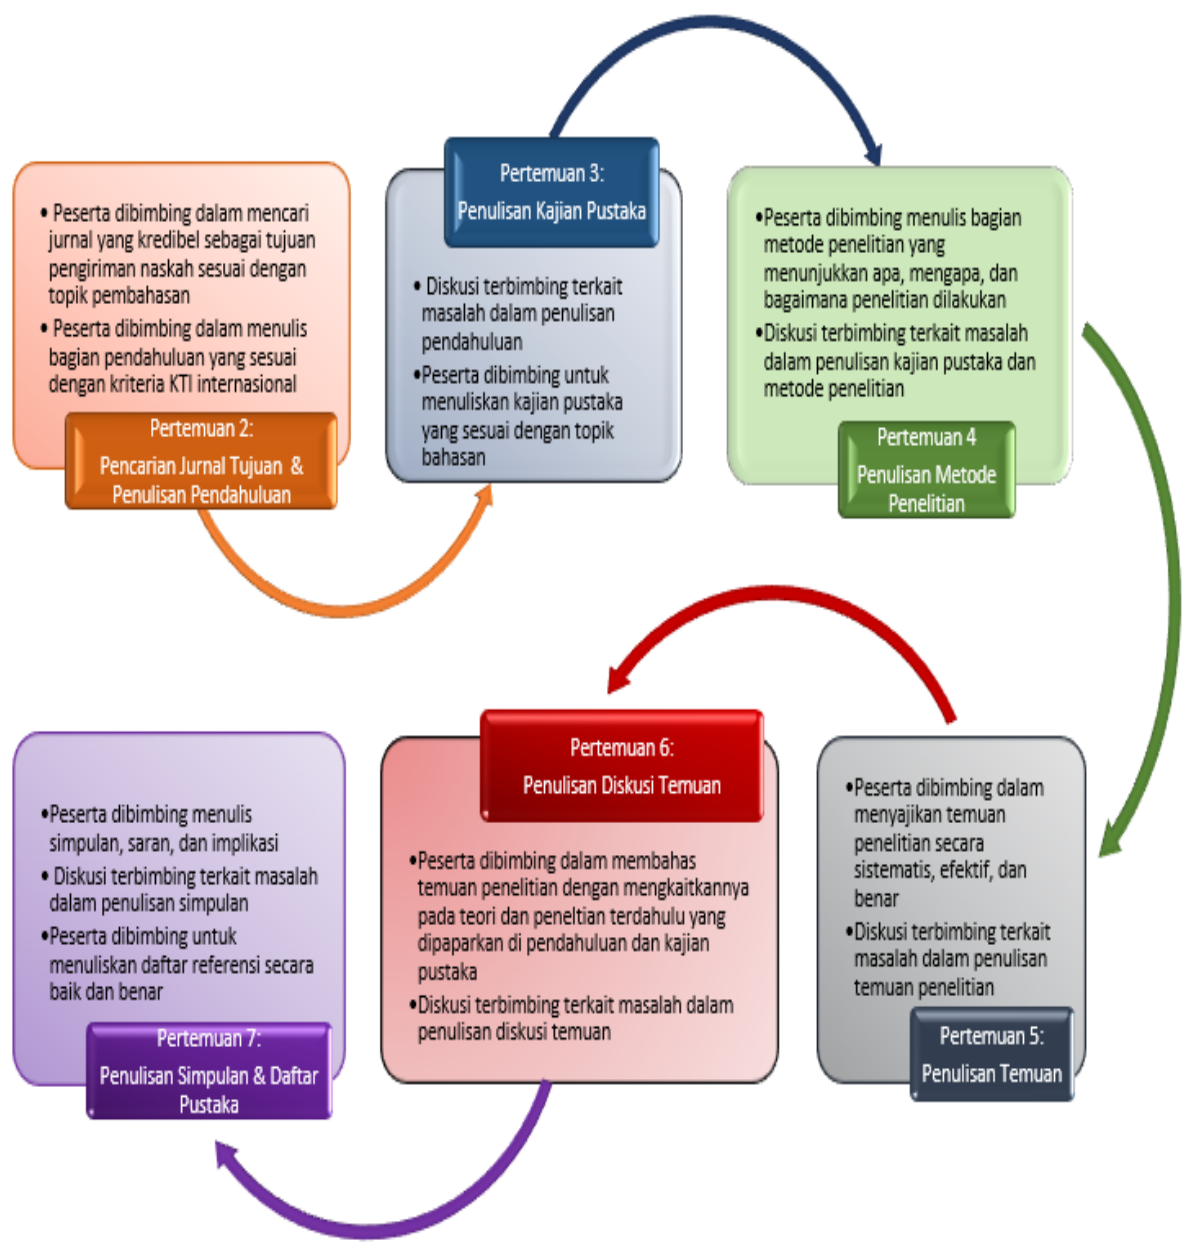 • Peserta dibimbing dalam mencari
jurnal yang kredibel sebagai tujuan
pengiriman naskah sesuai dengan
topik pembahasan
• Peserta dibimbing dalam menulis
bagian pendahuluan yang sesuai
dengan kriteria KTI internasional
Pertemuan 2:
Pencarian Jurnal Tujuan &
Penulisan Pendahuluan
Pertemuan 3:
Penulisan Kajian Pustaka
• Diskusi terbimbing terkait
masalah dalam penulisan
pendahuluan
•Peserta dibimbing untuk
menuliskan kajian pustaka
yang sesuai dengan topik
bahasan
•Peserta dibimbing menulis bagian
metode penelitian yang
menunjukkan apa, mengapa, dan
bagaimana penelitian dilakukan
•Diskusi terbimbing terkait masalah
dalam penulisan kajian pustaka dan
metode penelitian
Pertemuan 4
Penulisan Metode
Penelitian
•Peserta dibimbing dalam
menyajikan temuan
penelitian secara
sistematis, efektif, dan
benar
•Diskusi terbimbing terkait
masalah dalam penulisan
temuan penelitian
Pertemuan 5:
Penulisan Temuan
Pertemuan 6:
Penulisan Diskusi Temuan
•Peserta dibimbing dalam membahas
temuan penelitian dengan mengkaitkannya
pada teori dan peneltian terdahulu yang
dipaparkan di pendahuluan dan kajian
pustaka
•Diskusi terbimbing terkait masalah dalam
penulisan diskusi temuan
•Peserta dibimbing menulis
simpulan, saran, dan implikasi
• Diskusi terbimbing terkait masalah
dalam penulisan simpulan
•Peserta dibimbing untuk
menuliskan daftar referensi secara
baik dan benar
Pertemuan 7:
Penulisan Simpulan & Daftar
Pustaka